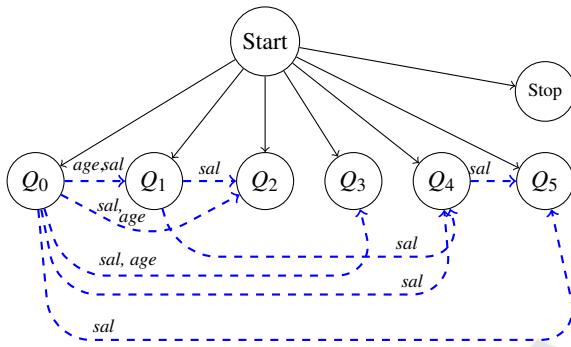 Start
Stop
Q0 Q1 Q2 Q3 Q4 Q5
age,sal
sal
sal
sal,
age
sal
sal, age
sal
sal